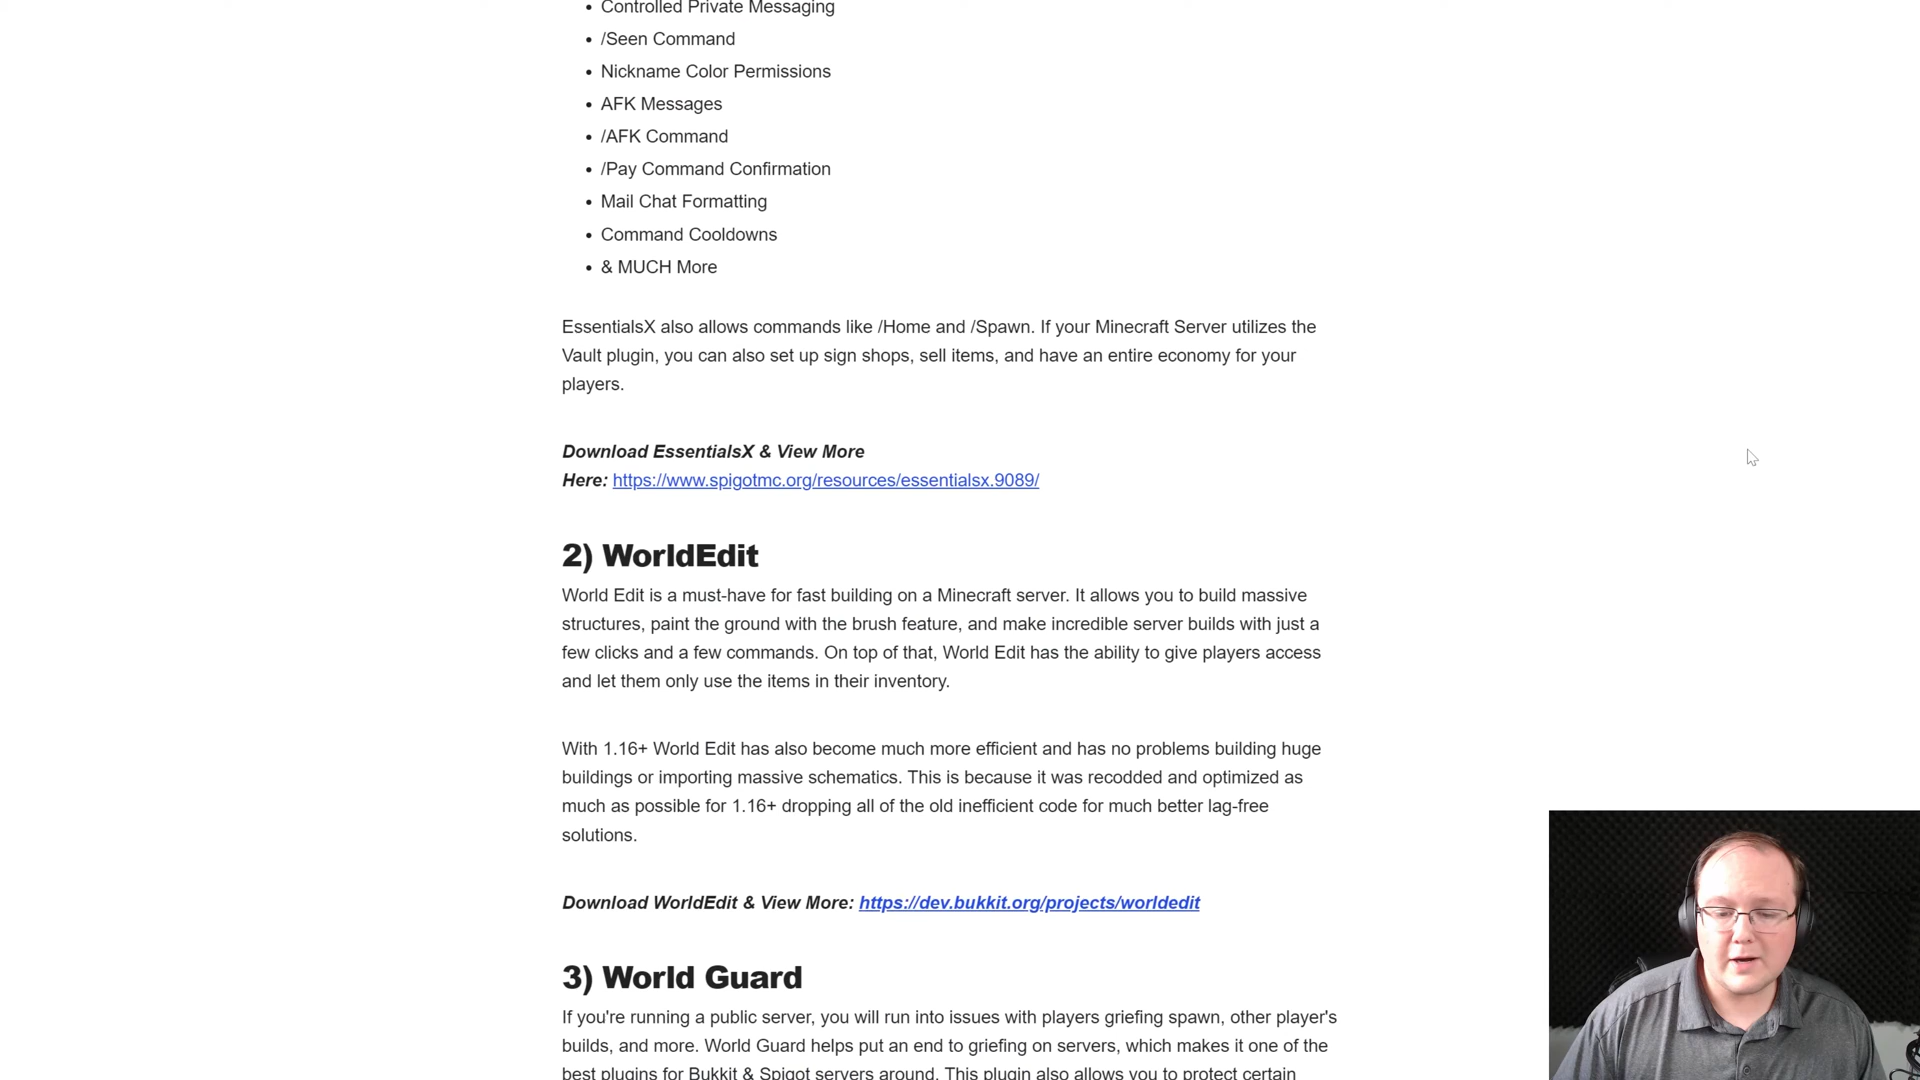 Controlled Private Messaging
/Seen Command
Nickname Color Permissions
AFK Messages
/AFK Command
/Pay Command Confirmation
Mail Chat Formatting
Command Cooldowns
& MUCH More
EssentialsX also allows commands like /Home and /Spawn. If your Minecraft Server utilizes the
Vault plugin, you can also set up sign shops, sell items, and have an entire economy for your
players.
Download EssentialsX & View More
Here: https://www.spigotmc.org/resources/essentialsx.9089/
2) WorldEdit
World Edit is a must-have for fast building on a Minecraft server. It allows you to build massive
structures, paint the ground with the brush feature, and make incredible server builds with just a
few clicks and a few commands. On top of that, World Edit has the ability to give players access
and let them only use the items in their inventory.
With 1.16+ World Edit has also become much more efficient and has no problems building huge
buildings or importing massive schematics. This is because it was recodded and optimized as
much as possible for 1.16+ dropping all of the old inefficient code for much better lag-free
solutions.
Download WorldEdit & View More: https://dev.bukkit.org/projects/worldedit
3) World Guard
If you're running a public server, you will run into issues with players griefing spawn, other player's
builds, and more. World Guard helps put an end to griefing on servers, which makes it one of the
best plugins for Bukkit & Spigot servers around. This plugin also allows you to protect certain